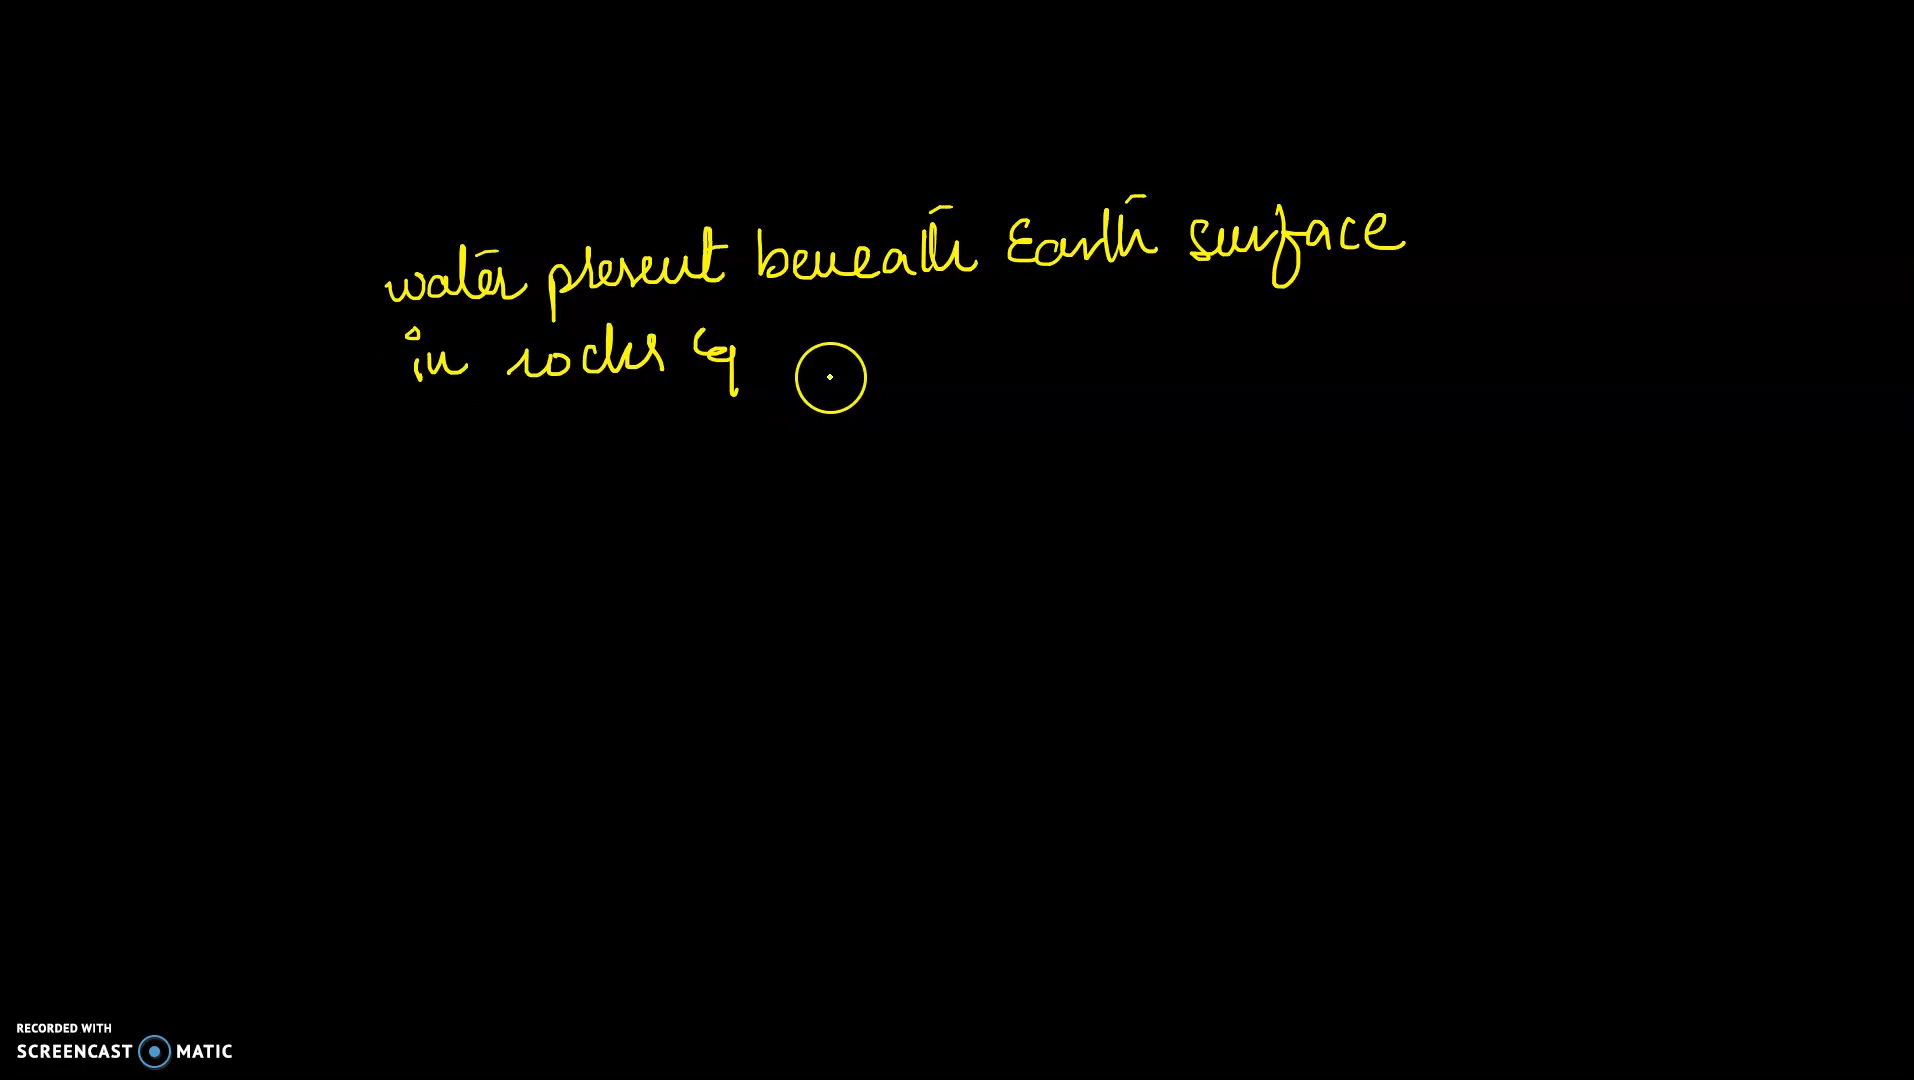 water present beneath Earth surface
in rocks &
RECORDED WITH
SCREENCAST MATIC